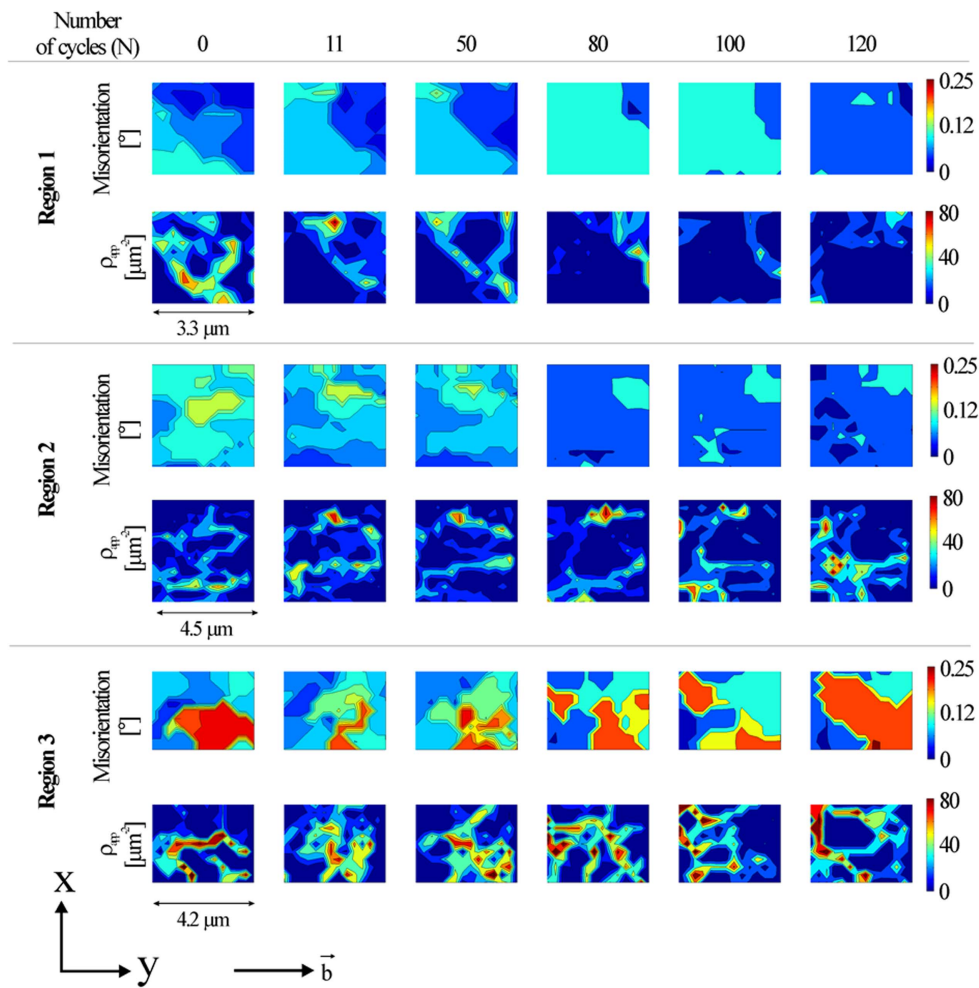 Number
of cycles (N) 0 11 50 80 100 120
Region 1
Misorientation
[°]
0.25
0.12
0
ρapp
[µm⁻²]
80
40
0
3.3 µm
Region 2
Misorientation
[°]
0.25
0.12
0
ρapp
[µm⁻²]
80
40
0
4.5 µm
Region 3
Misorientation
[°]
0.25
0.12
0
ρapp
[µm⁻²]
80
40
0
4.2 µm
x
y
b